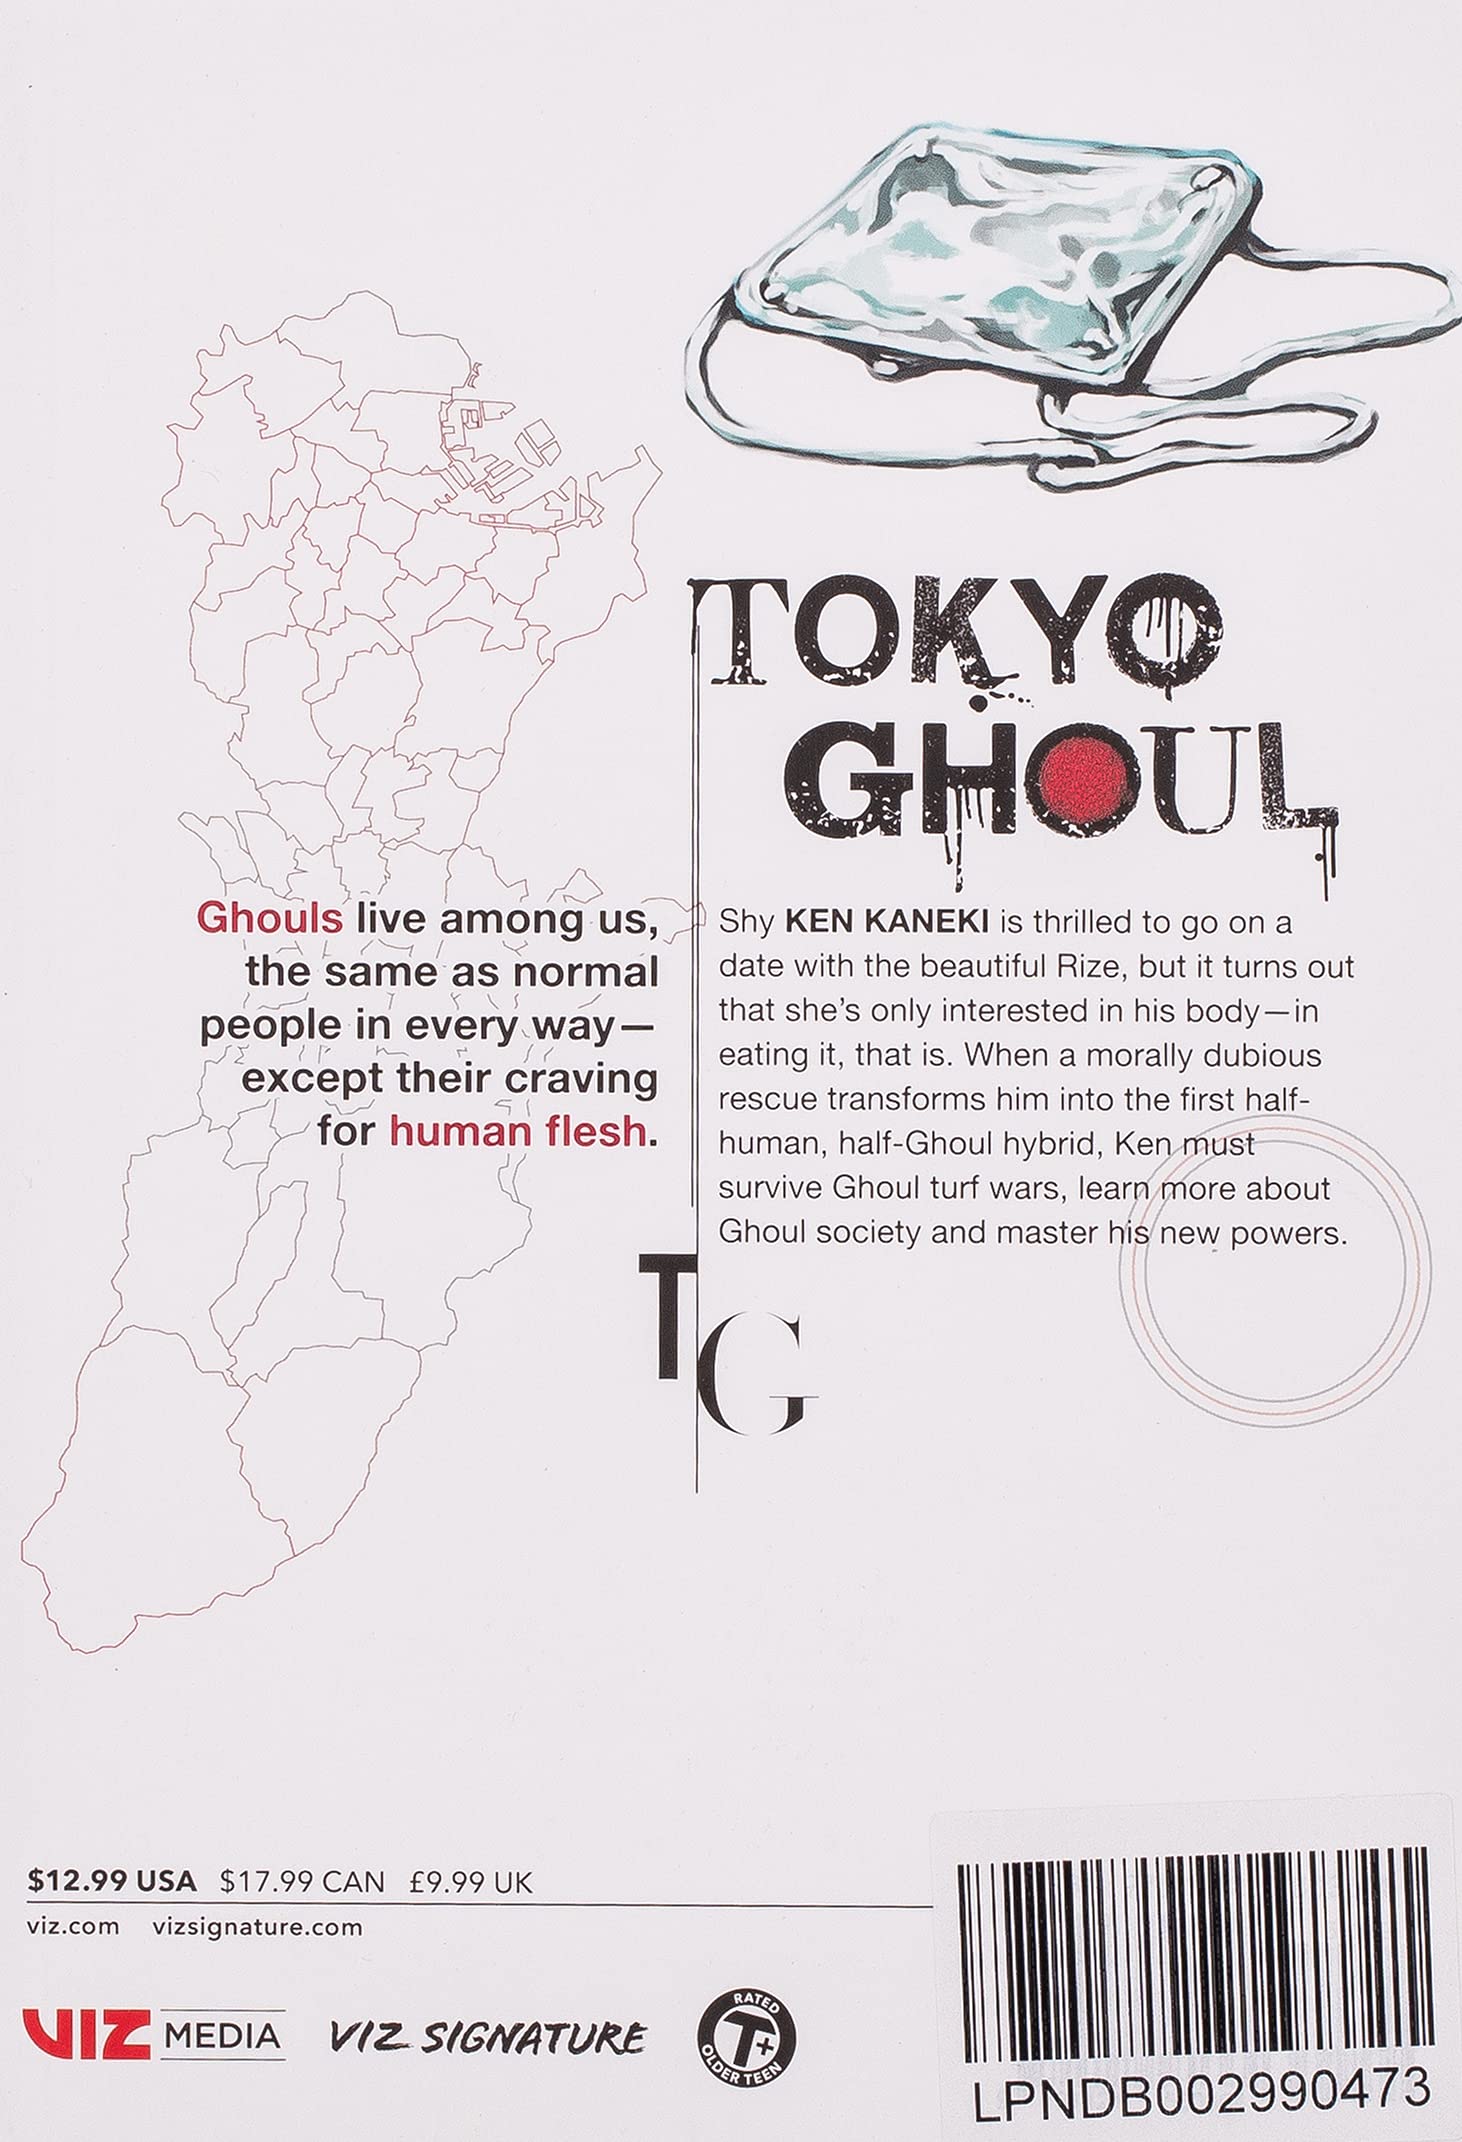 TOKYO
GHOUL
Ghouls live among us,
the same as normal
people in every way—
except their craving
for human flesh.
Shy KEN KANEKI is thrilled to go on a
date with the beautiful Rize, but it turns out
that she's only interested in his body—in
eating it, that is. When a morally dubious
rescue transforms him into the first half-
human, half-Ghoul hybrid, Ken must
survive Ghoul turf wars, learn more about
Ghoul society and master his new powers.
TG
$12.99 USA $17.99 CAN £9.99 UK
viz.com vizsignature.com
VIZ MEDIA
VIZ SIGNATURE
RATED
T+
OLDER TEEN
LPNDB002990473